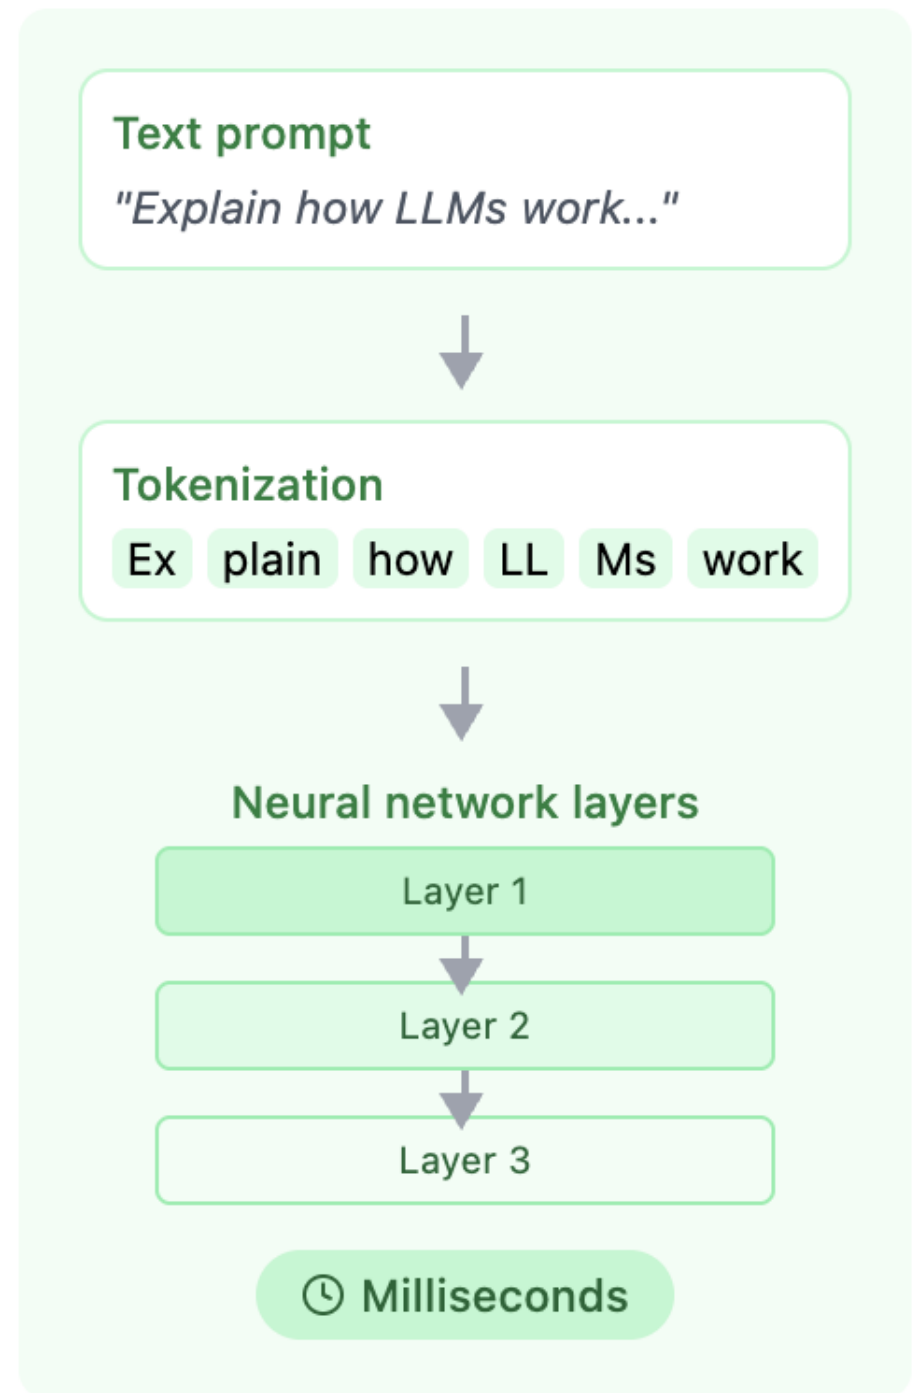 Text prompt
"Explain how LLMs work..."
Tokenization
Ex plain how LL Ms work
Neural network layers
Layer 1
Layer 2
Layer 3
Milliseconds